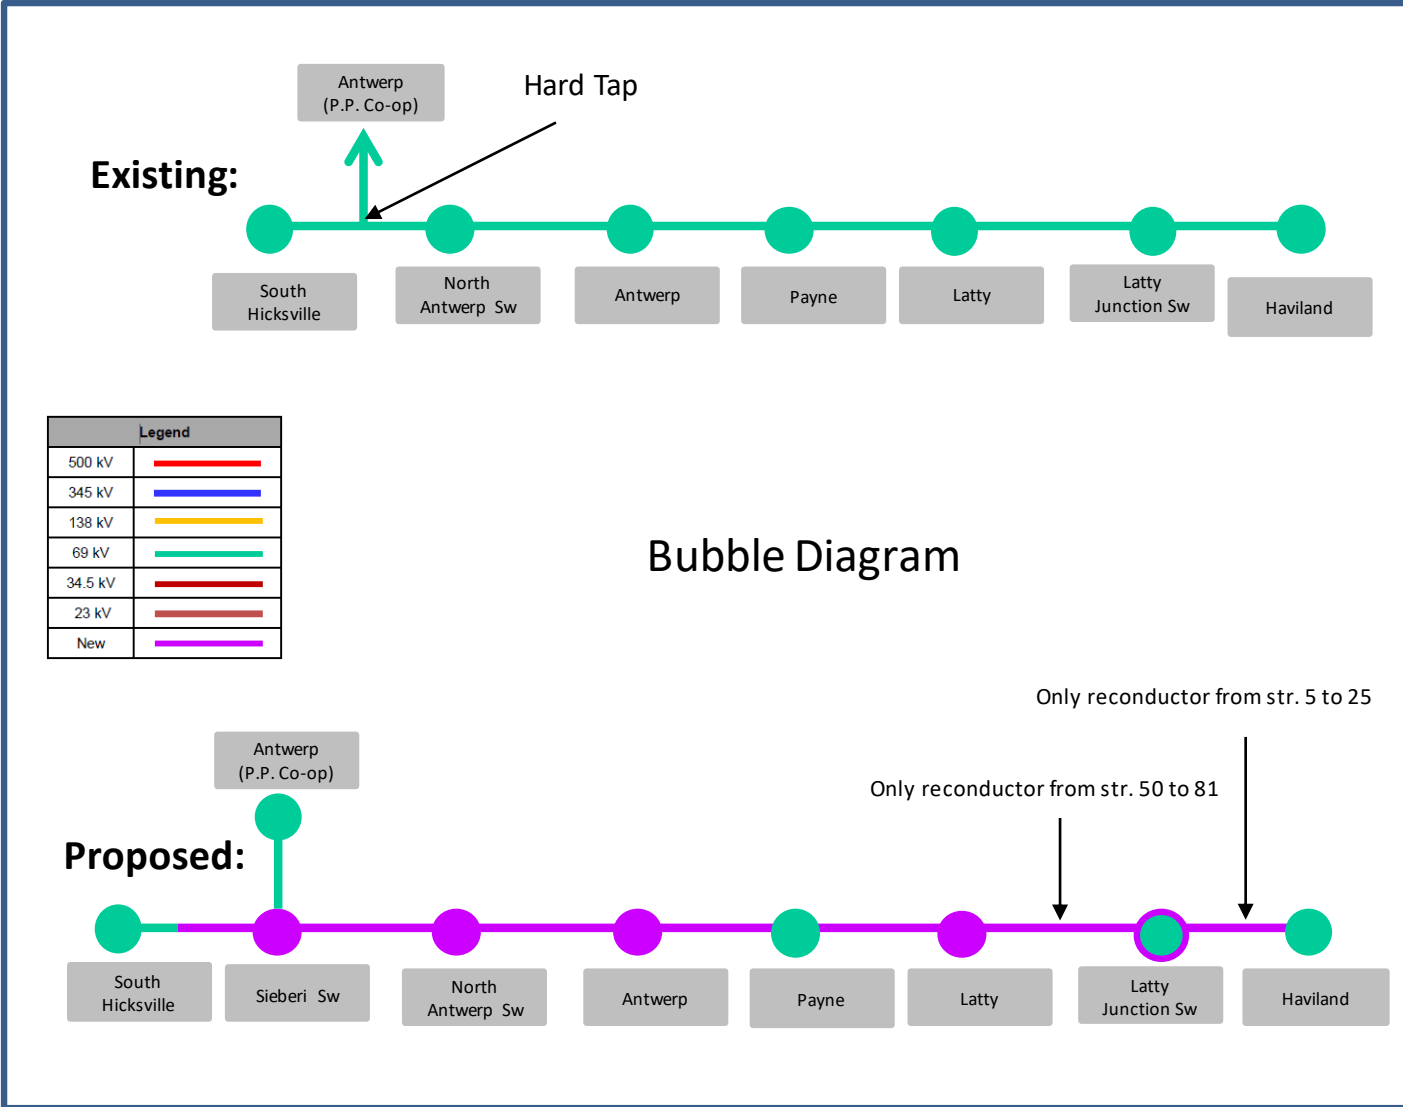 Antwerp
(P.P. Co-op)
Hard Tap
Existing:
South
Hicksville
North
Antwerp Sw
Antwerp
Payne
Latty
Latty
Junction Sw
Haviland
Legend
500 kV
345 kV
138 kV
69 kV
34.5 kV
23 kV
New
Bubble Diagram
Only reconductor from str. 5 to 25
Only reconductor from str. 50 to 81
Antwerp
(P.P. Co-op)
Proposed:
South
Hicksville
Sieberi Sw
North
Antwerp Sw
Antwerp
Payne
Latty
Latty
Junction Sw
Haviland